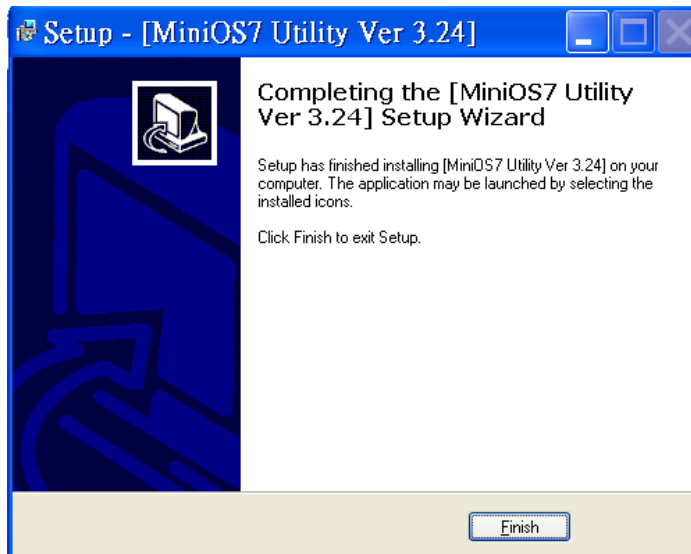 Setup - [MiniOS7 Utility Ver 3.24]
Completing the [MiniOS7 Utility
Ver 3.24] Setup Wizard
Setup has finished installing [MiniOS7 Utility Ver 3.24] on your
computer. The application may be launched by selecting the
installed icons.
Click Finish to exit Setup.
Finish